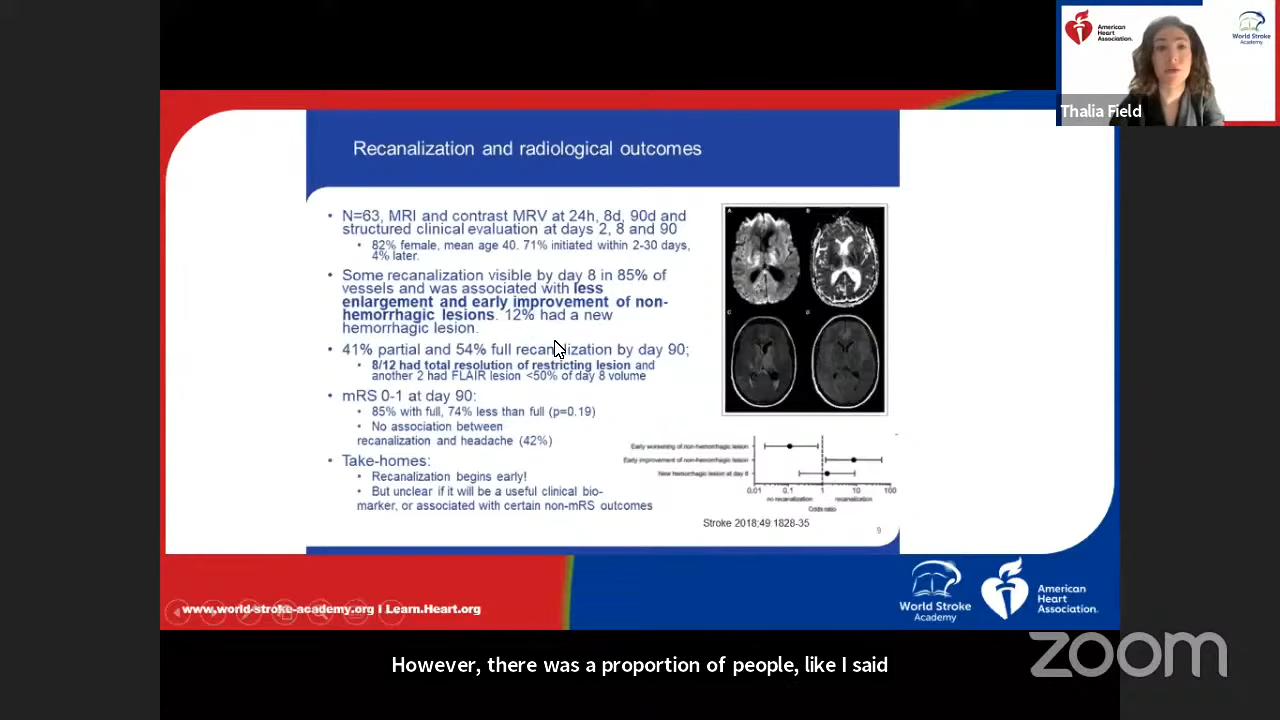 American
Heart
Association.
World Stroke
Academy
Thalia Field
Recanalization and radiological outcomes
• N=63, MRI and contrast MRV at 24h, 8d, 90d and
structured clinical evaluation at days 2, 8 and 90
• 82% female, mean age 40. 71% initiated within 2-30 days,
4% later.
• Some recanalization visible by day 8 in 85% of
vessels and was associated with less
enlargement and early improvement of non-
hemorrhagic lesions. 12% had a new
hemorrhagic lesion.
• 41% partial and 54% full recanalization by day 90;
• 8/12 had total resolution of restricting lesion and
another 2 had FLAIR lesion <50% of day 8 volume
• mRS 0-1 at day 90:
• 85% with full, 74% less than full (p=0.19)
• No association between
recanalization and headache (42%)
• Take-homes:
• Recanalization begins early!
• But unclear if it will be a useful clinical bio-
marker, or associated with certain non-mRS outcomes
A
B
C
D
Early worsening of non-hemorrhagic lesion
Early improvement of non-hemorrhagic lesion
New hemorrhagic lesion at day 8
0.01 0.1 1 10 100
no recanalization recanalization
Odds ratio
Stroke 2018;49:1828-35
9
www.world-stroke-academy.org I Learn.Heart.org
World Stroke
Academy
American
Heart
Association.
However, there was a proportion of people, like I said
zoom